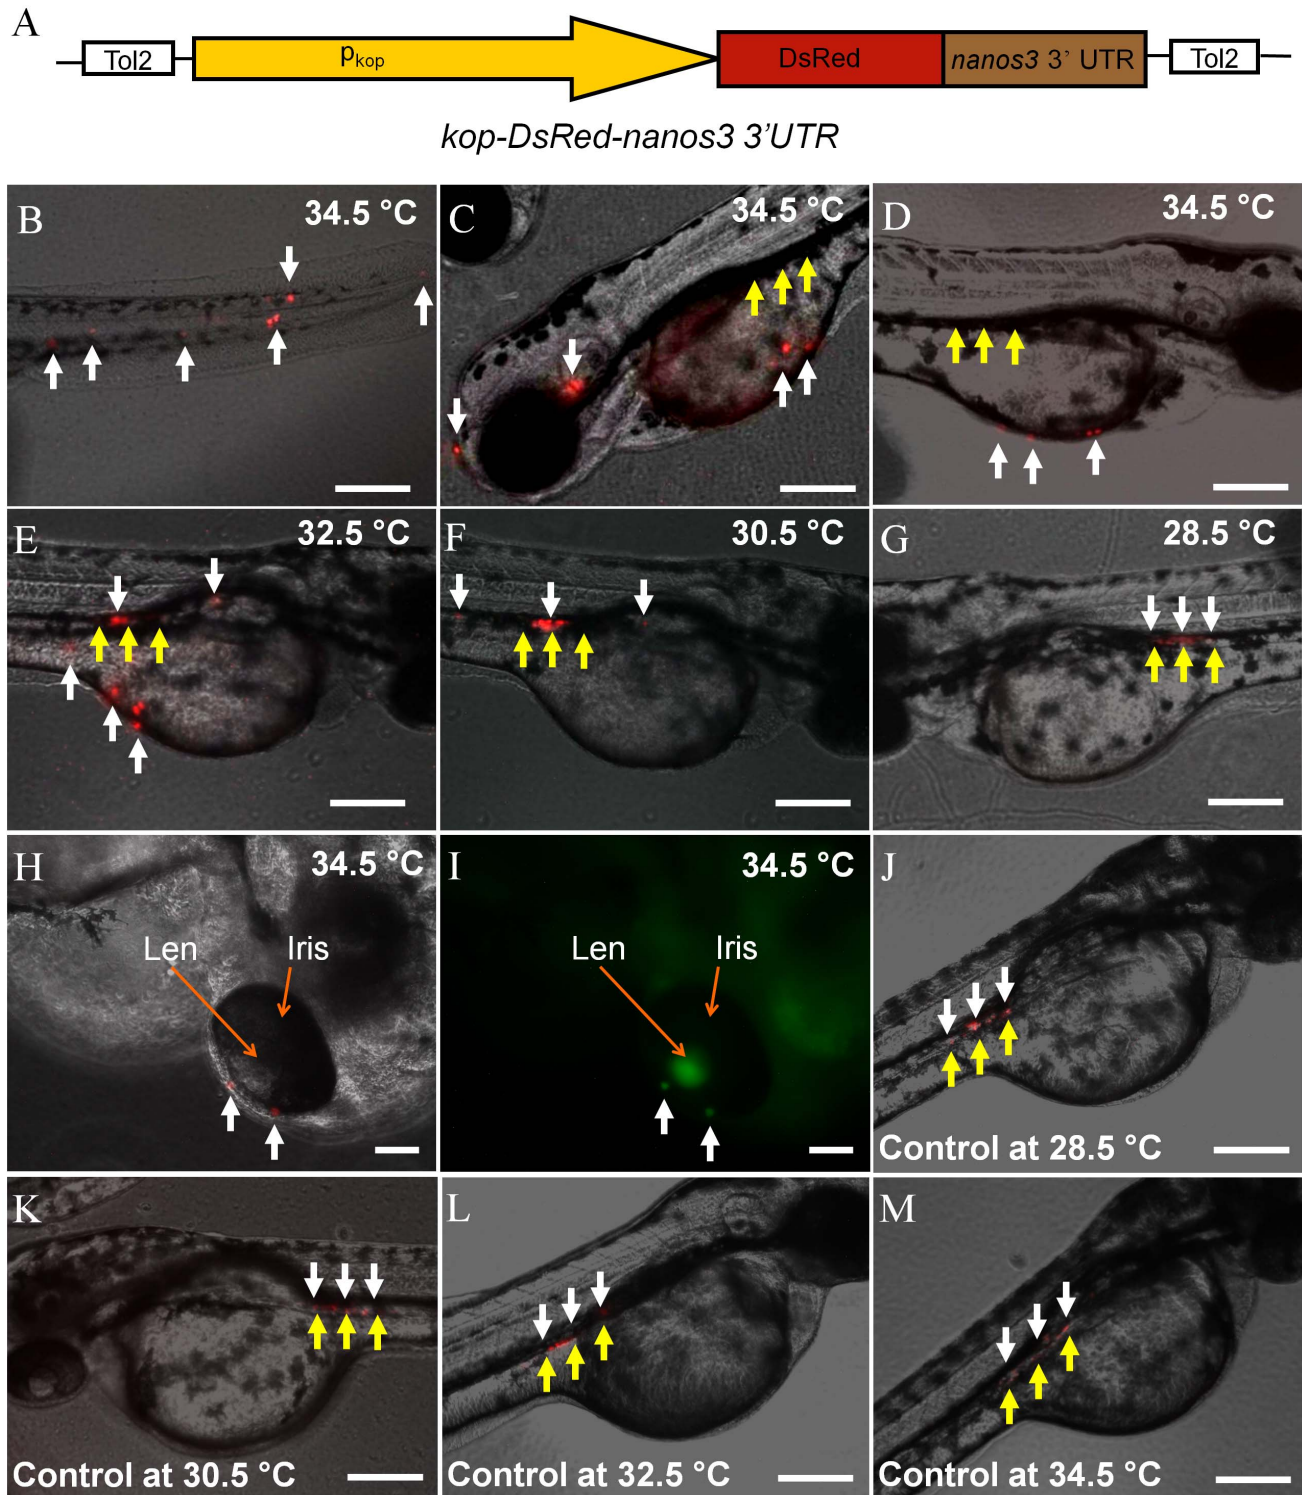 A
Tol2
pkop
DsRed
nanos3 3' UTR
Tol2
kop-DsRed-nanos3 3'UTR
B
34.5 °C
C
34.5 °C
D
34.5 °C
E
32.5 °C
F
30.5 °C
G
28.5 °C
H
34.5 °C
Len
Iris
I
34.5 °C
Len
Iris
J
Control at 28.5 °C
K
Control at 30.5 °C
L
Control at 32.5 °C
M
Control at 34.5 °C